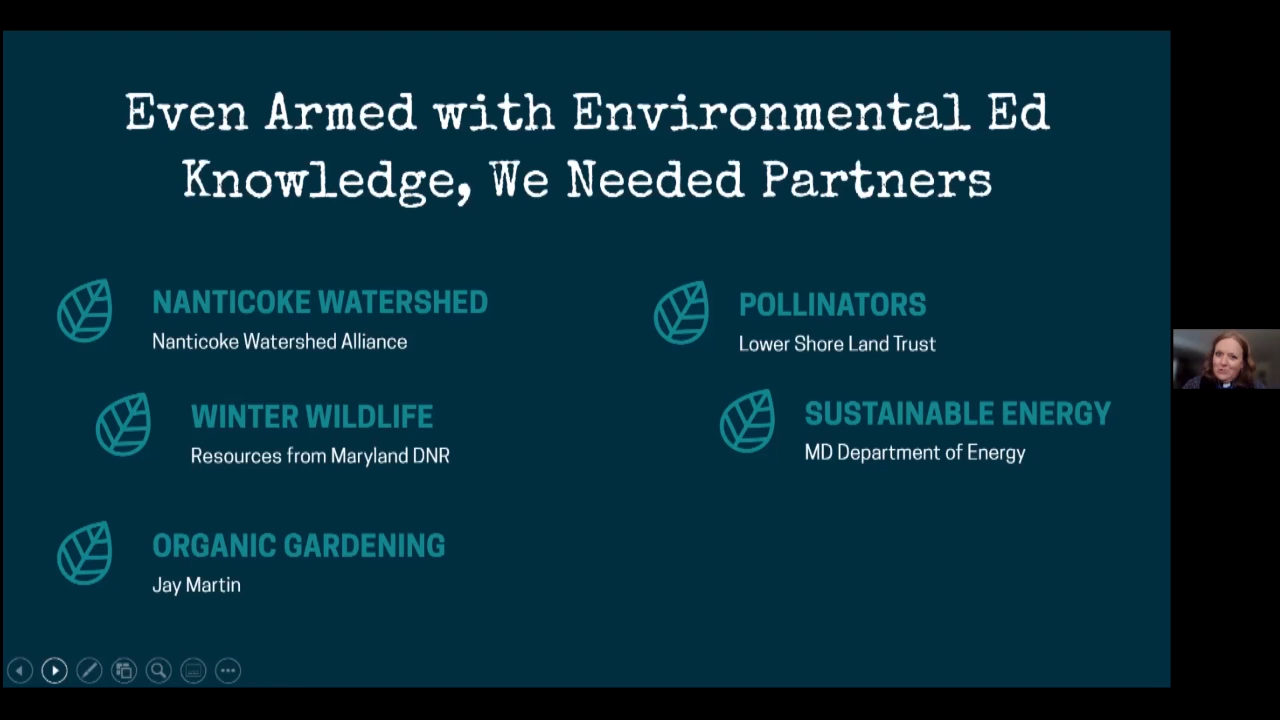 Even Armed with Environmental Ed
Knowledge, We Needed Partners
NANTICOKE WATERSHED
Nanticoke Watershed Alliance
WINTER WILDLIFE
Resources from Maryland DNR
ORGANIC GARDENING
Jay Martin
POLLINATORS
Lower Shore Land Trust
SUSTAINABLE ENERGY
MD Department of Energy